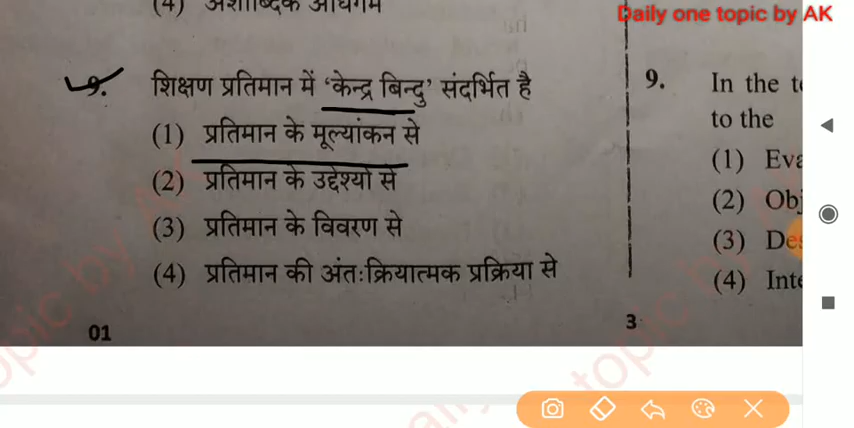 (4) अशाब्दिक अधिगम
Daily one topic by AK
9. शिक्षण प्रतिमान में ‘केन्द्र बिन्दु’ संदर्भित है
(1) प्रतिमान के मूल्यांकन से
(2) प्रतिमान के उद्देश्यों से
(3) प्रतिमान के विवरण से
(4) प्रतिमान की अंतःक्रियात्मक प्रक्रिया से
01
3
9. In the
to the
(1) Eva
(2) Obj
(3) Des
(4) Inte